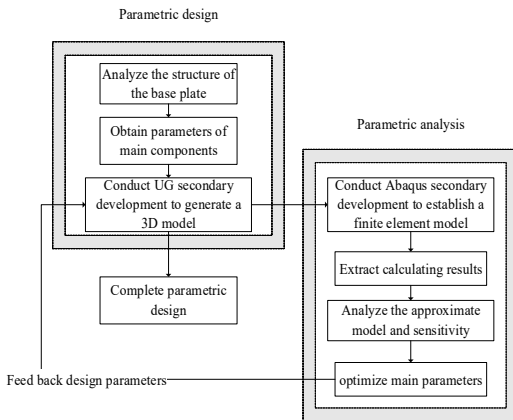 Parametric design
Analyze the structure of
the base plate
Obtain parameters of
main components
Conduct UG secondary
development to generate a
3D model
Complete parametric
design
Parametric analysis
Conduct Abaqus secondary
development to establish a
finite element model
Extract calculating results
Analyze the approximate
model and sensitivity
optimize main parameters
Feed back design parameters